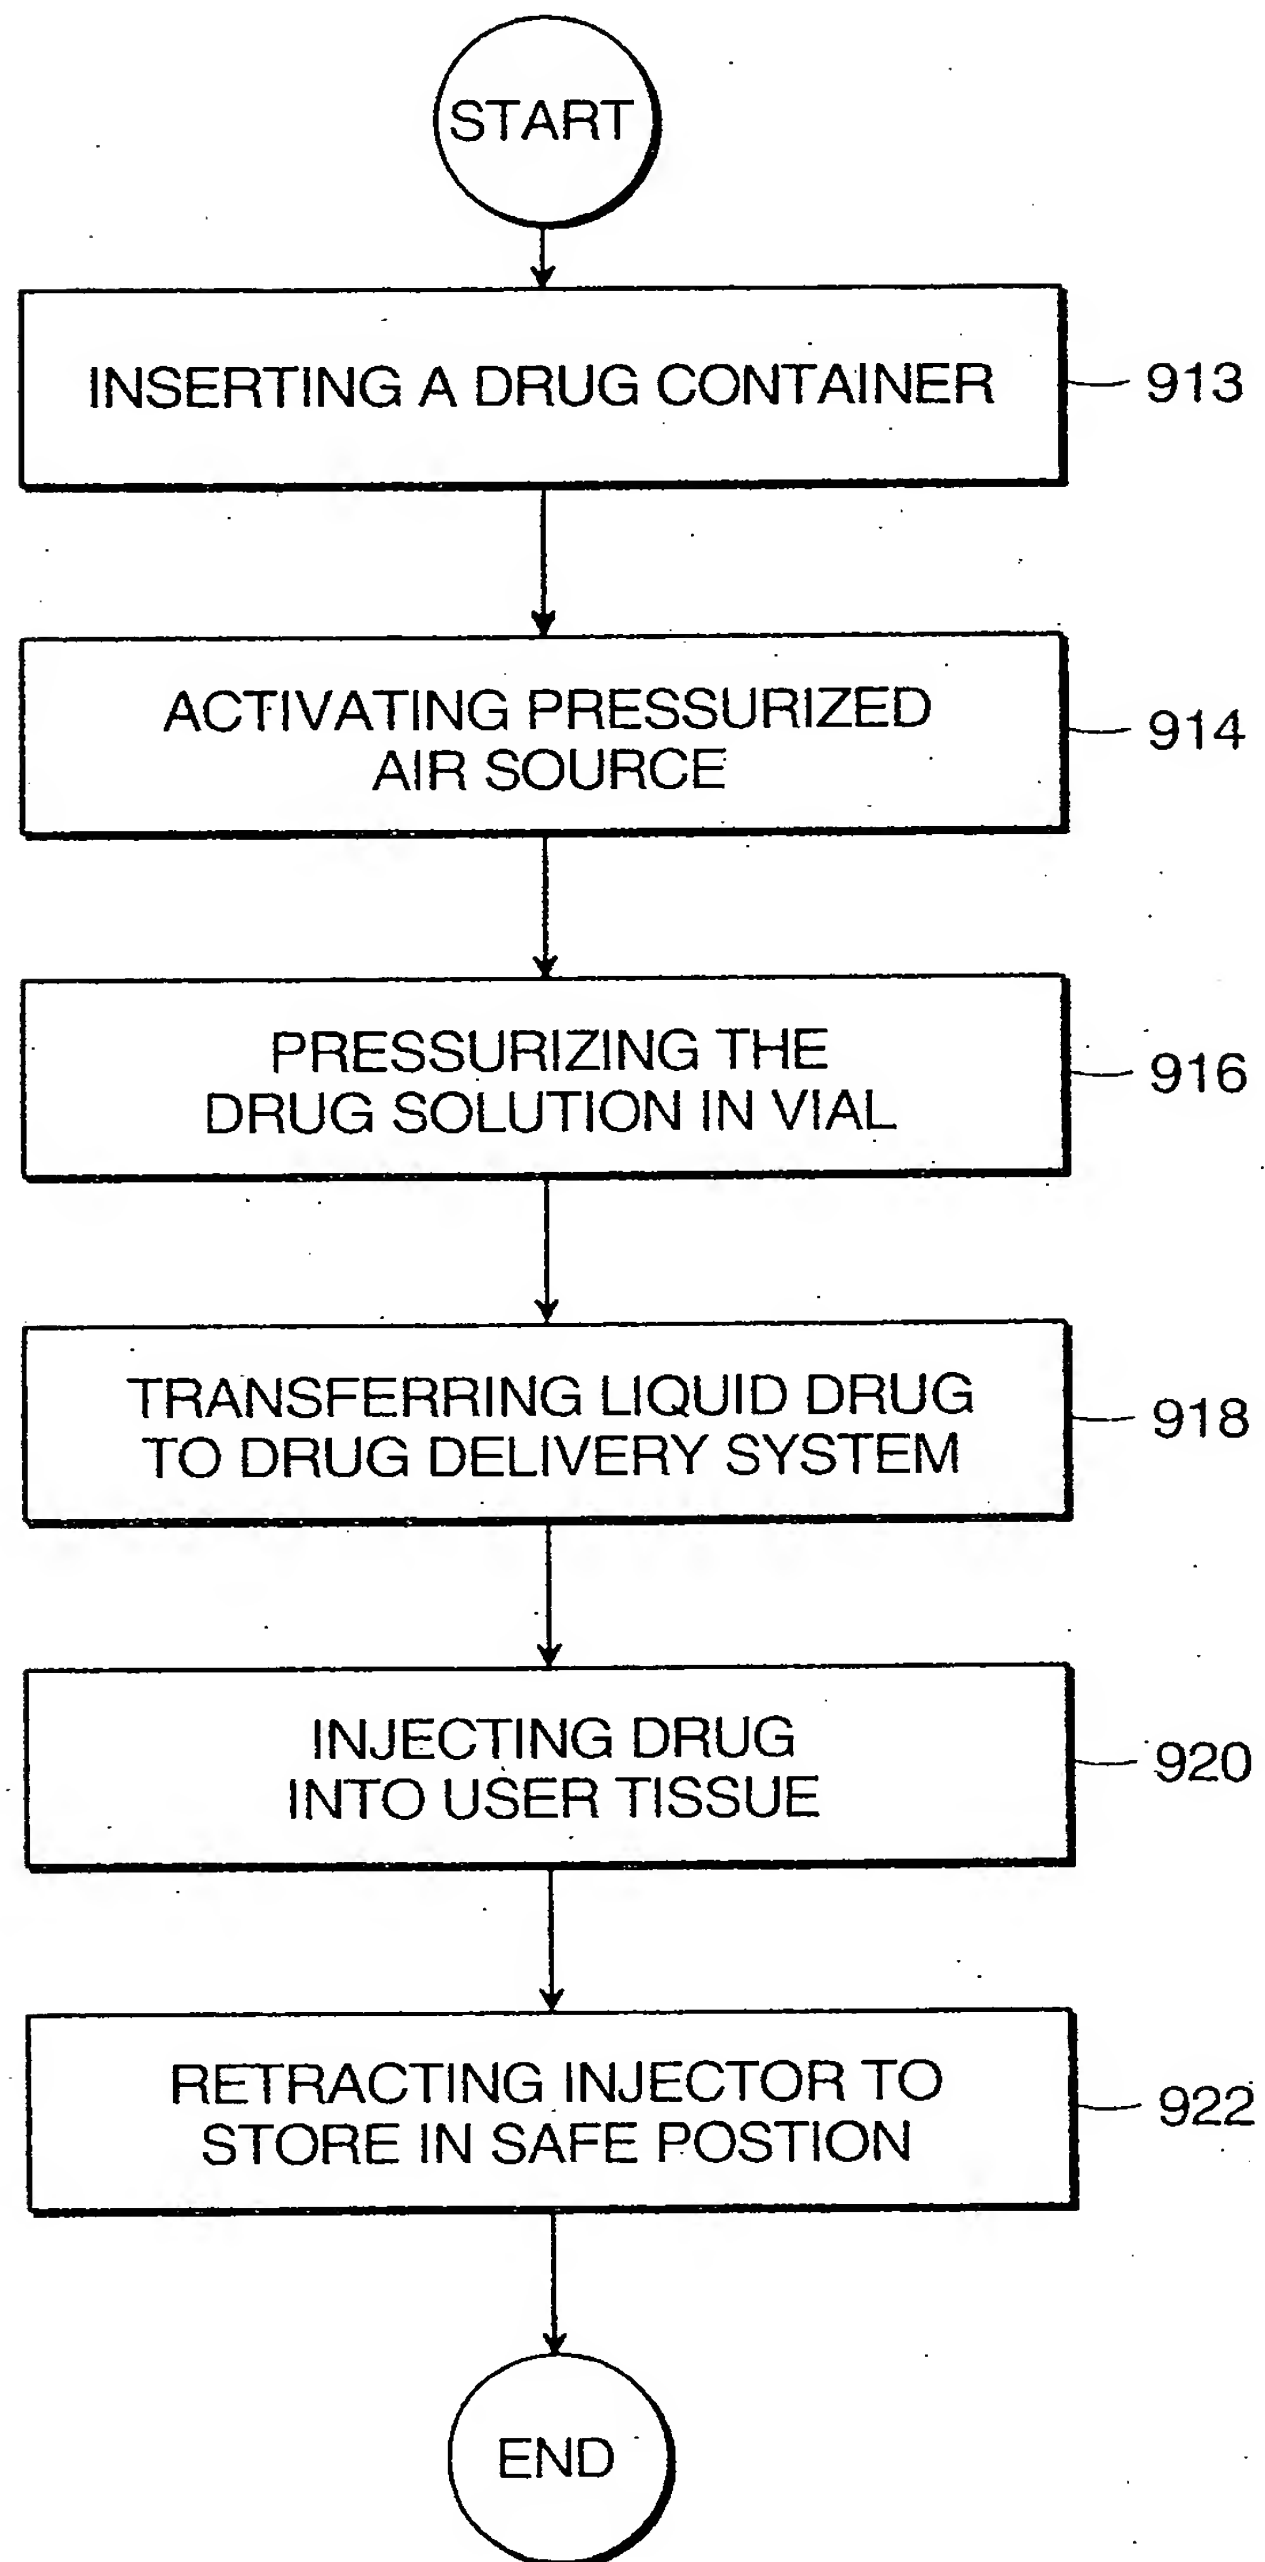 START
INSERTING A DRUG CONTAINER
913
ACTIVATING PRESSURIZED
AIR SOURCE
914
PRESSURIZING THE
DRUG SOLUTION IN VIAL
916
TRANSFERRING LIQUID DRUG
TO DRUG DELIVERY SYSTEM
918
INJECTING DRUG
INTO USER TISSUE
920
RETRACTING INJECTOR TO
STORE IN SAFE POSTION
922
END